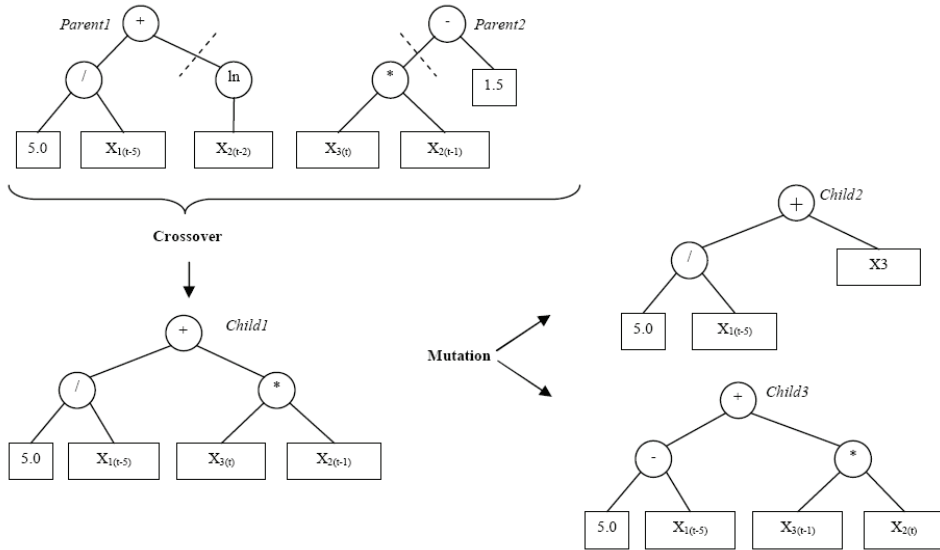 Parent1 + - Parent2
/ ln * 1.5
5.0 X1(t-5) X2(t-2) X3(t) X2(t-1)
Crossover
+ Child1
/ *
5.0 X1(t-5) X3(t) X2(t-1)
Mutation
+ Child2
/ X3
5.0 X1(t-5)
+ Child3
- *
5.0 X1(t-5) X3(t-1) X2(t)